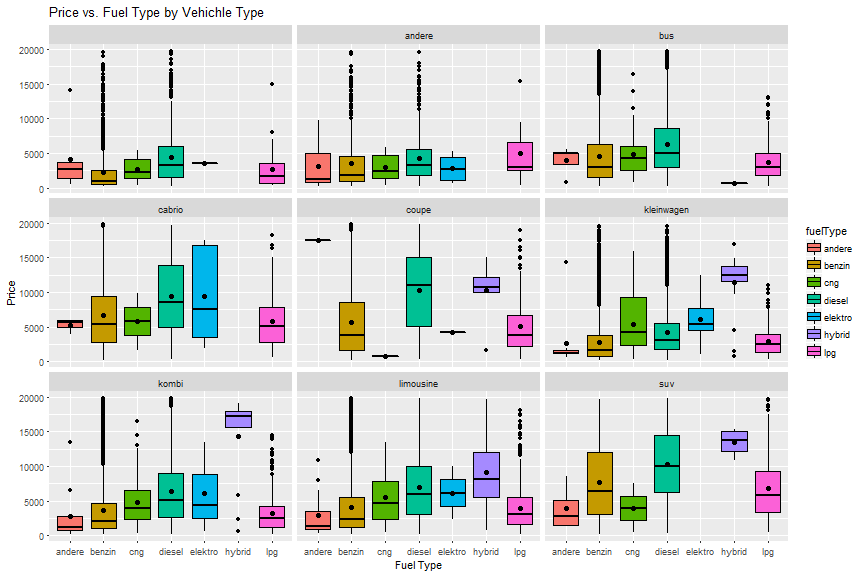 Price vs. Fuel Type by Vehichle Type
andere
bus
20000
15000
10000
5000
0
cabrio
coupe
kleinwagen
20000
15000
10000
5000
0
kombi
limousine
suv
20000
15000
10000
5000
0
Price
andere benzin cng diesel elektro hybrid lpg
andere benzin cng diesel elektro hybrid lpg
andere benzin cng diesel elektro hybrid lpg
Fuel Type
fuelType
andere
benzin
cng
diesel
elektro
hybrid
lpg